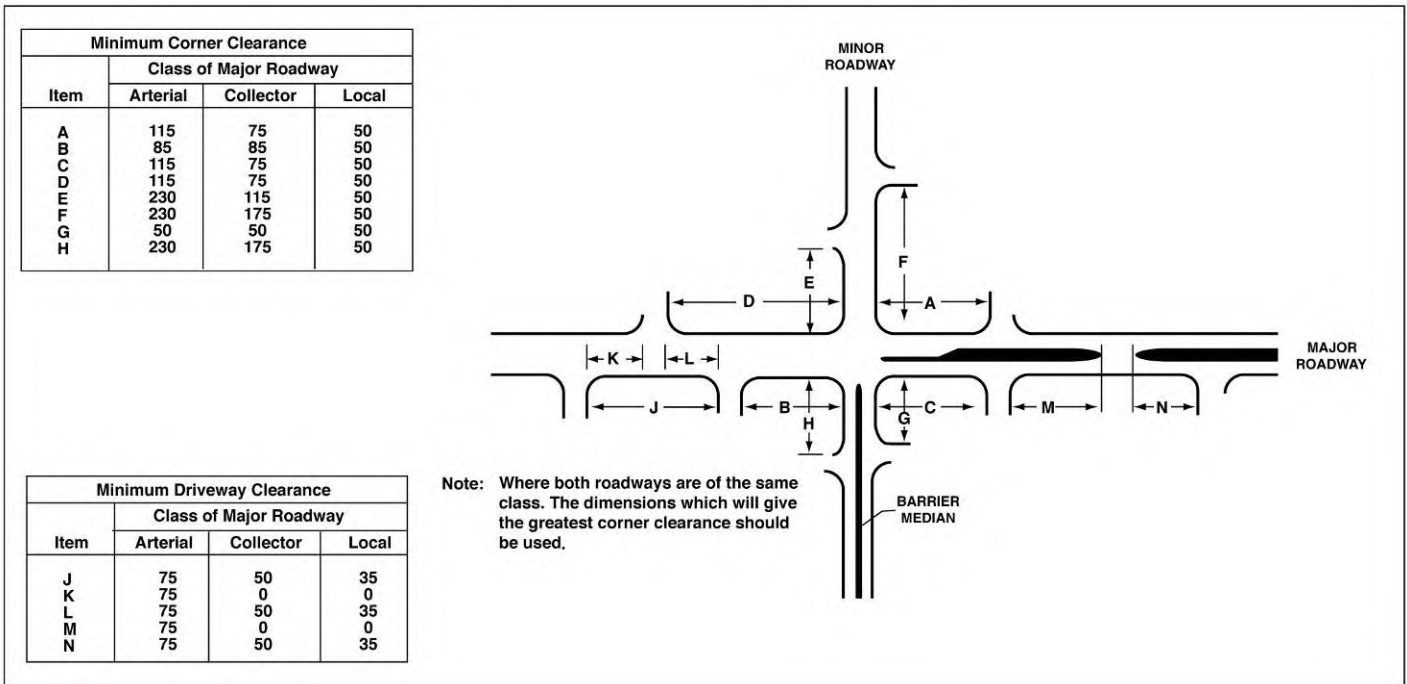 Minimum Corner Clearance
Class of Major Roadway
Item Arterial Collector Local
A 115 75 50
B 85 85 50
C 115 75 50
D 115 75 50
E 230 115 50
F 230 175 50
G 50 50 50
H 230 175 50
MINOR
ROADWAY
F
E
D
A
K
L
MAJOR
ROADWAY
J
B
H
C
G
M
N
BARRIER
MEDIAN
Note: Where both roadways are of the same
class. The dimensions which will give
the greatest corner clearance should
be used.
Minimum Driveway Clearance
Class of Major Roadway
Item Arterial Collector Local
J 75 50 35
K 75 0 0
L 75 50 35
M 75 0 0
N 75 50 35